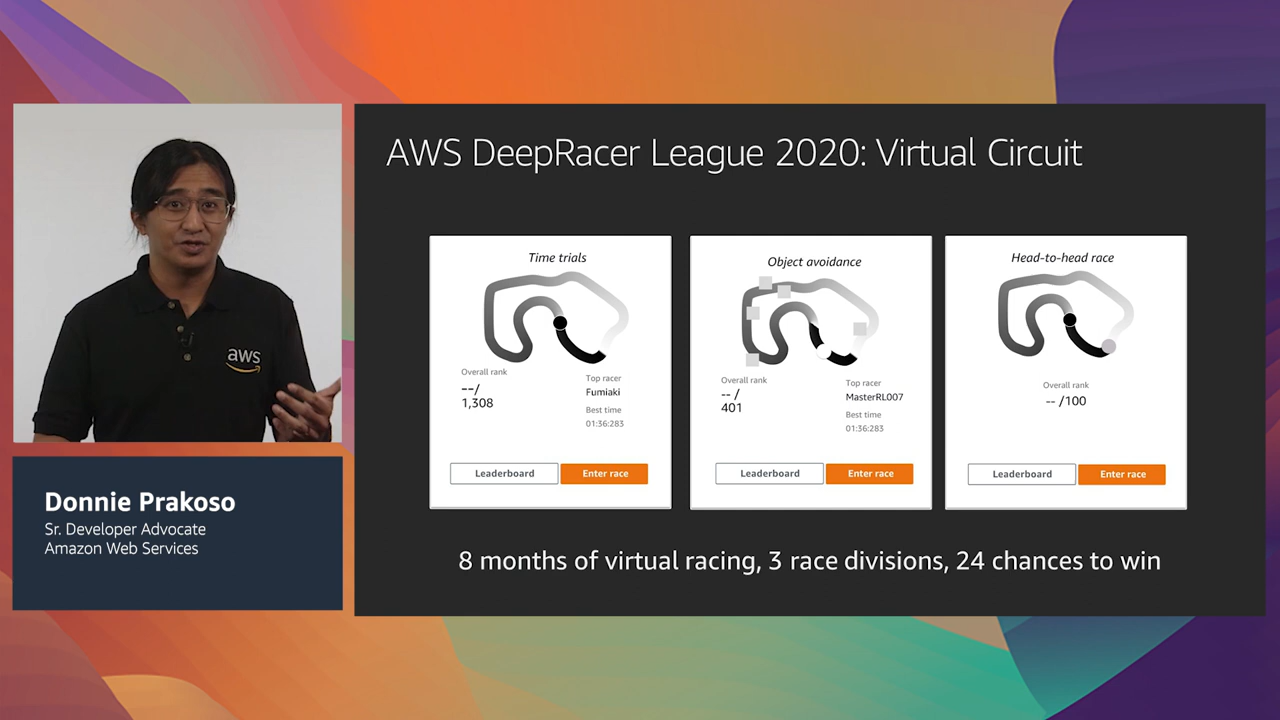 AWS DeepRacer League 2020: Virtual Circuit
Time trials
Overall rank
--/
1,308
Top racer
Fumiaki
Best time
01:36:283
Leaderboard
Enter race
Object avoidance
Overall rank
-- /
401
Top racer
MasterRL007
Best time
01:36:283
Leaderboard
Enter race
Head-to-head race
Overall rank
-- /100
Leaderboard
Enter race
8 months of virtual racing, 3 race divisions, 24 chances to win
aws
Donnie Prakoso
Sr. Developer Advocate
Amazon Web Services